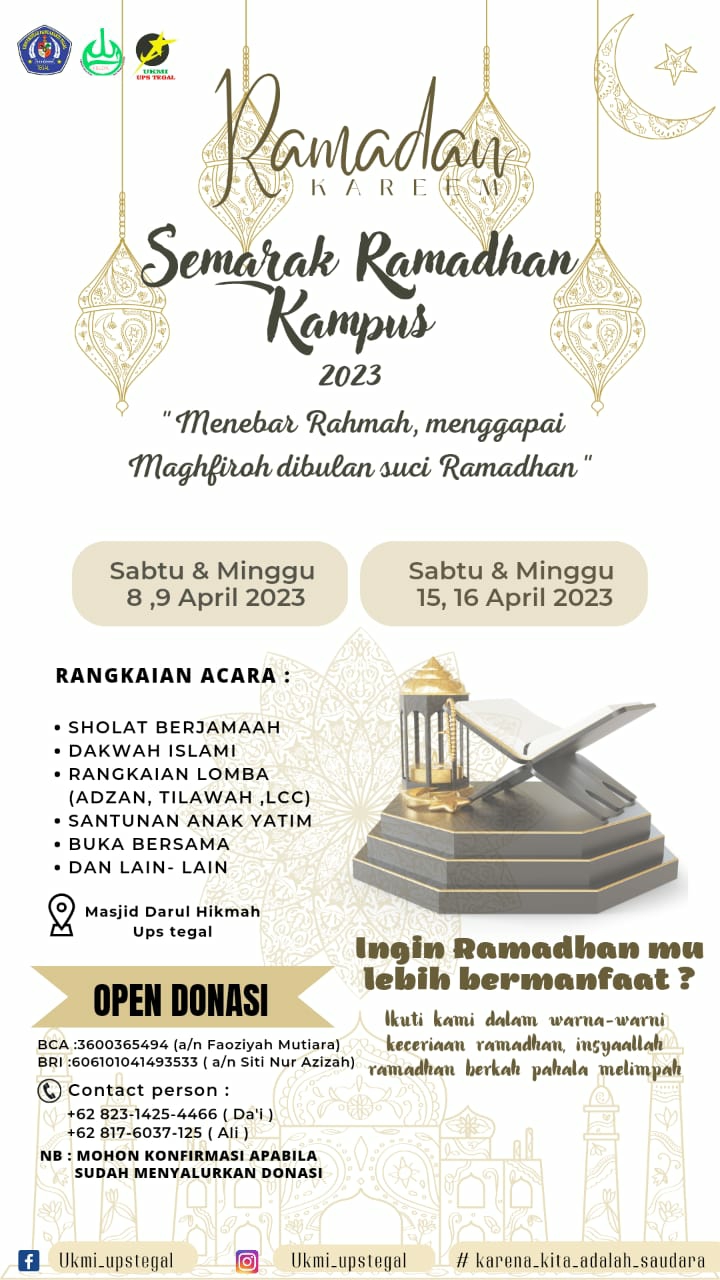 UKMI
UPS TEGAL
Ramadan
KAREEM
Semarak Ramadhan
Kampus
2023
" Menebar Rahmah, menggapai
Maghfiroh dibulan suci Ramadhan "
Sabtu & Minggu
8 ,9 April 2023
Sabtu & Minggu
15, 16 April 2023
RANGKAIAN ACARA :
• SHOLAT BERJAMAAH
• DAKWAH ISLAMI
• RANGKAIAN LOMBA
(ADZAN, TILAWAH ,LCC)
• SANTUNAN ANAK YATIM
• BUKA BERSAMA
• DAN LAIN- LAIN
Masjid Darul Hikmah
Ups tegal
OPEN DONASI
BCA :3600365494 (a/n Faoziyah Mutiara)
BRI :606101041493533 ( a/n Siti Nur Azizah)
Contact person :
+62 823-1425-4466 ( Da'i )
+62 817-6037-125 ( Ali )
NB : MOHON KONFIRMASI APABILA
SUDAH MENYALURKAN DONASI
Ingin Ramadhan mu
lebih bermanfaat ?
Ikuti kami dalam warna-warni
keceriaan ramadhan, insyaallah
ramadhan berkah pahala melimpah
Ukmi_upstegal
Ukmi_upstegal
# karena_kita_adalah_saudara